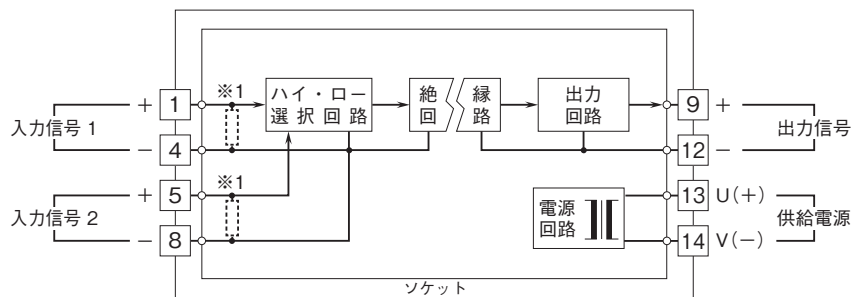 ※1
ハイ・ロー
選択回路
絶縁
回路
出力
回路
1
+
入力信号 1
−
4
9
+
出力信号
12
−
※1
5
+
入力信号 2
−
8
電源
回路
13
U(+)
供給電源
14
V(−)
ソケット